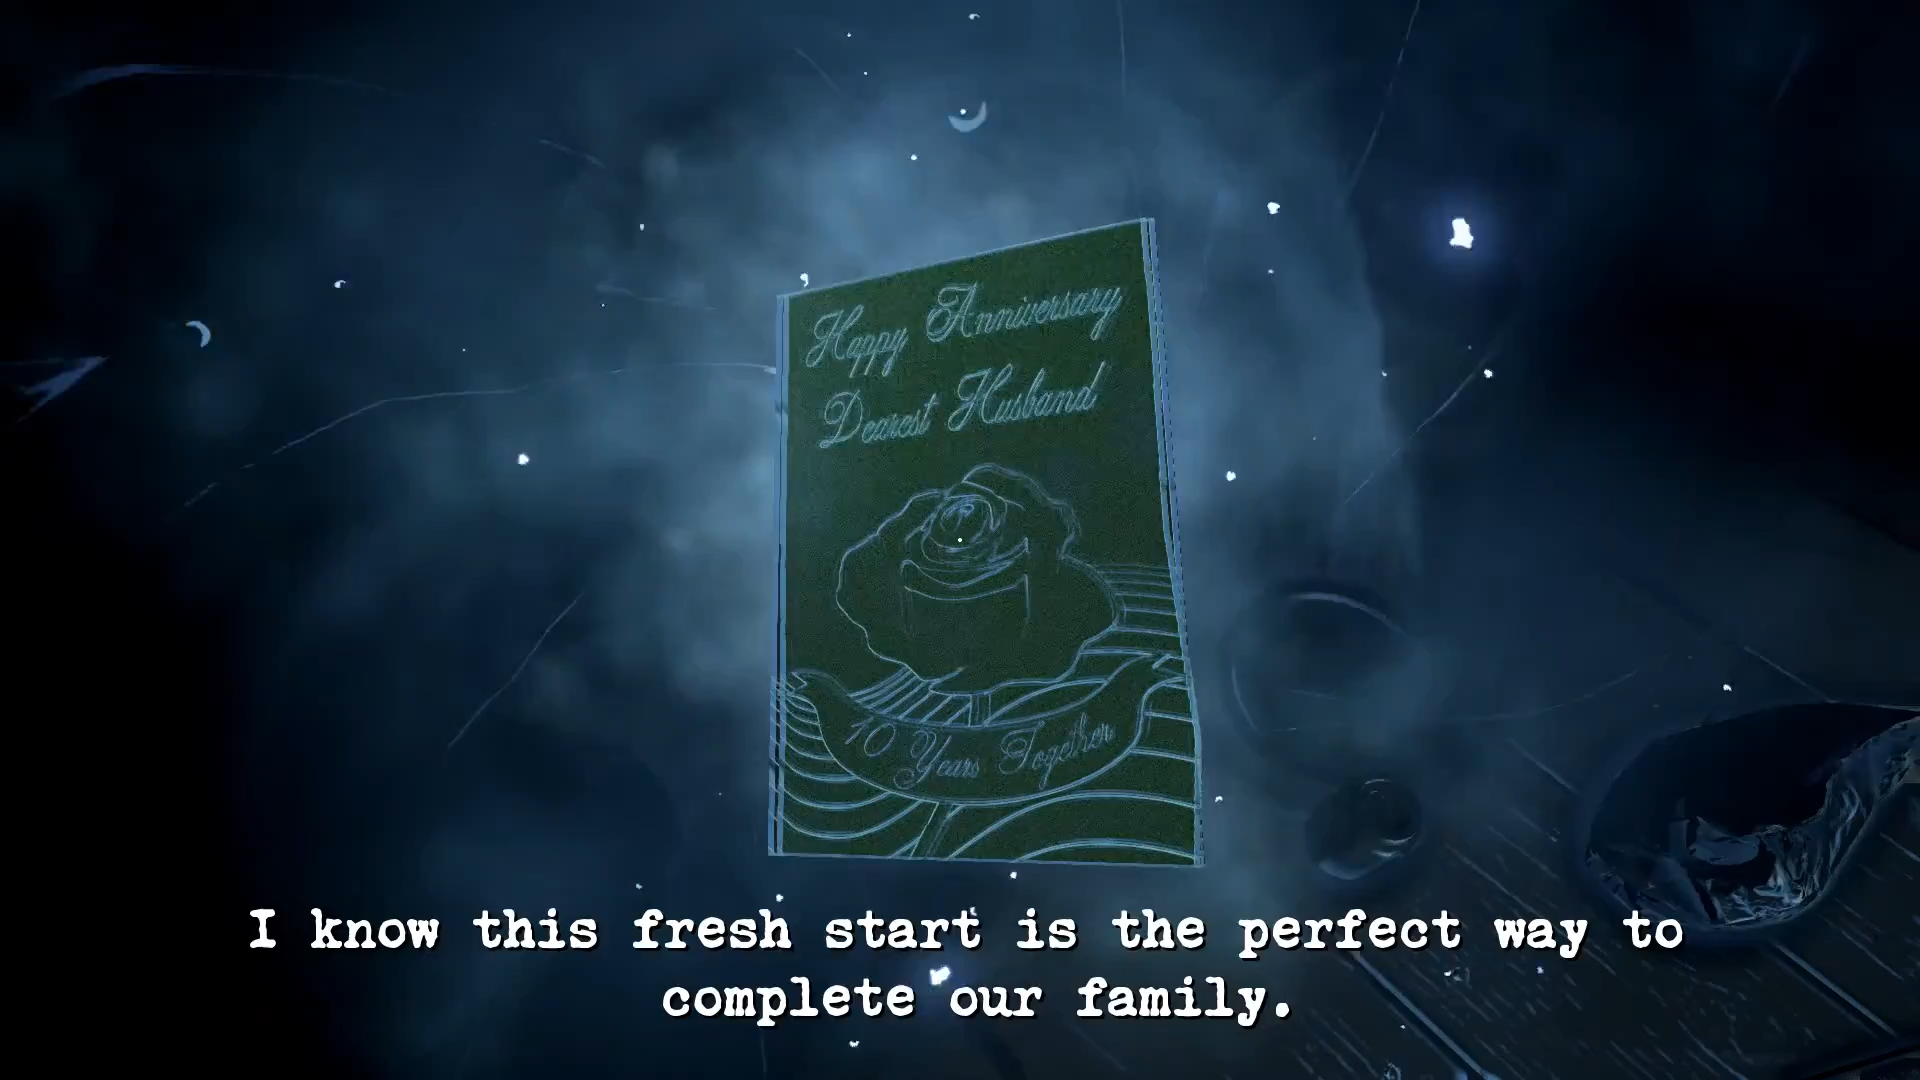 Happy Anniversary
Dearest Husband
10 Years Together
I know this fresh start is the perfect way to
complete our family.